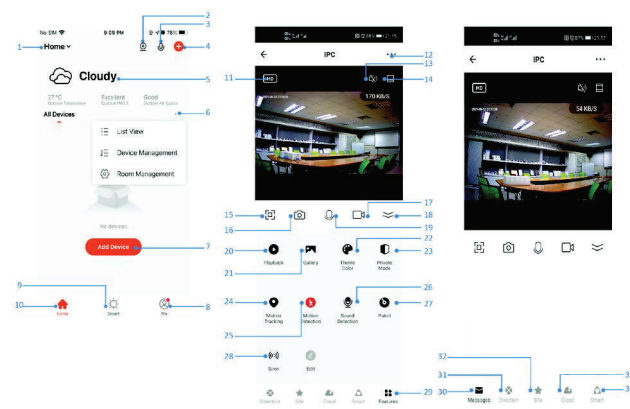 2
No SIM 9:09 PM 78%
3
1 Home 4
11 IPC 12
13
Cloudy 5
HD 14
170 KB/S
27 °C Excellent Good
Outdoor Temperature Outdoor PM2.5 Outdoor Air Quality
All Devices 6
List View
Device Management
Room Management
No devices
Add Device 7
9
10 8
Home Smart Me
15 17
16 18
19
20 22
Playback Gallery Theme Color Private Mode
21 23
24 26
Motion Tracking Motion Detection Sound Detection Patrol
25 27
28
Siren Edit
29
Direction Site Cloud Smart Features
IPC
HD
54 KB/S
32
31 3
30 3
Messages Direction Site Cloud Smart